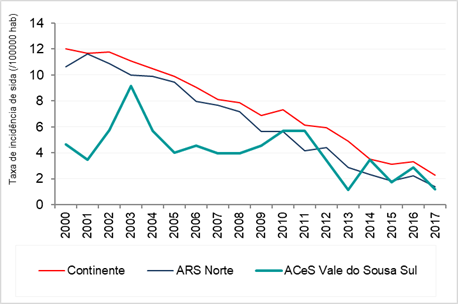 Taxa de incidência de sida (/100000 hab)
14
12
10
8
6
4
2
0
2000 2001 2002 2003 2004 2005 2006 2007 2008 2009 2010 2011 2012 2013 2014 2015 2016 2017
Continente ARS Norte ACeS Vale do Sousa Sul